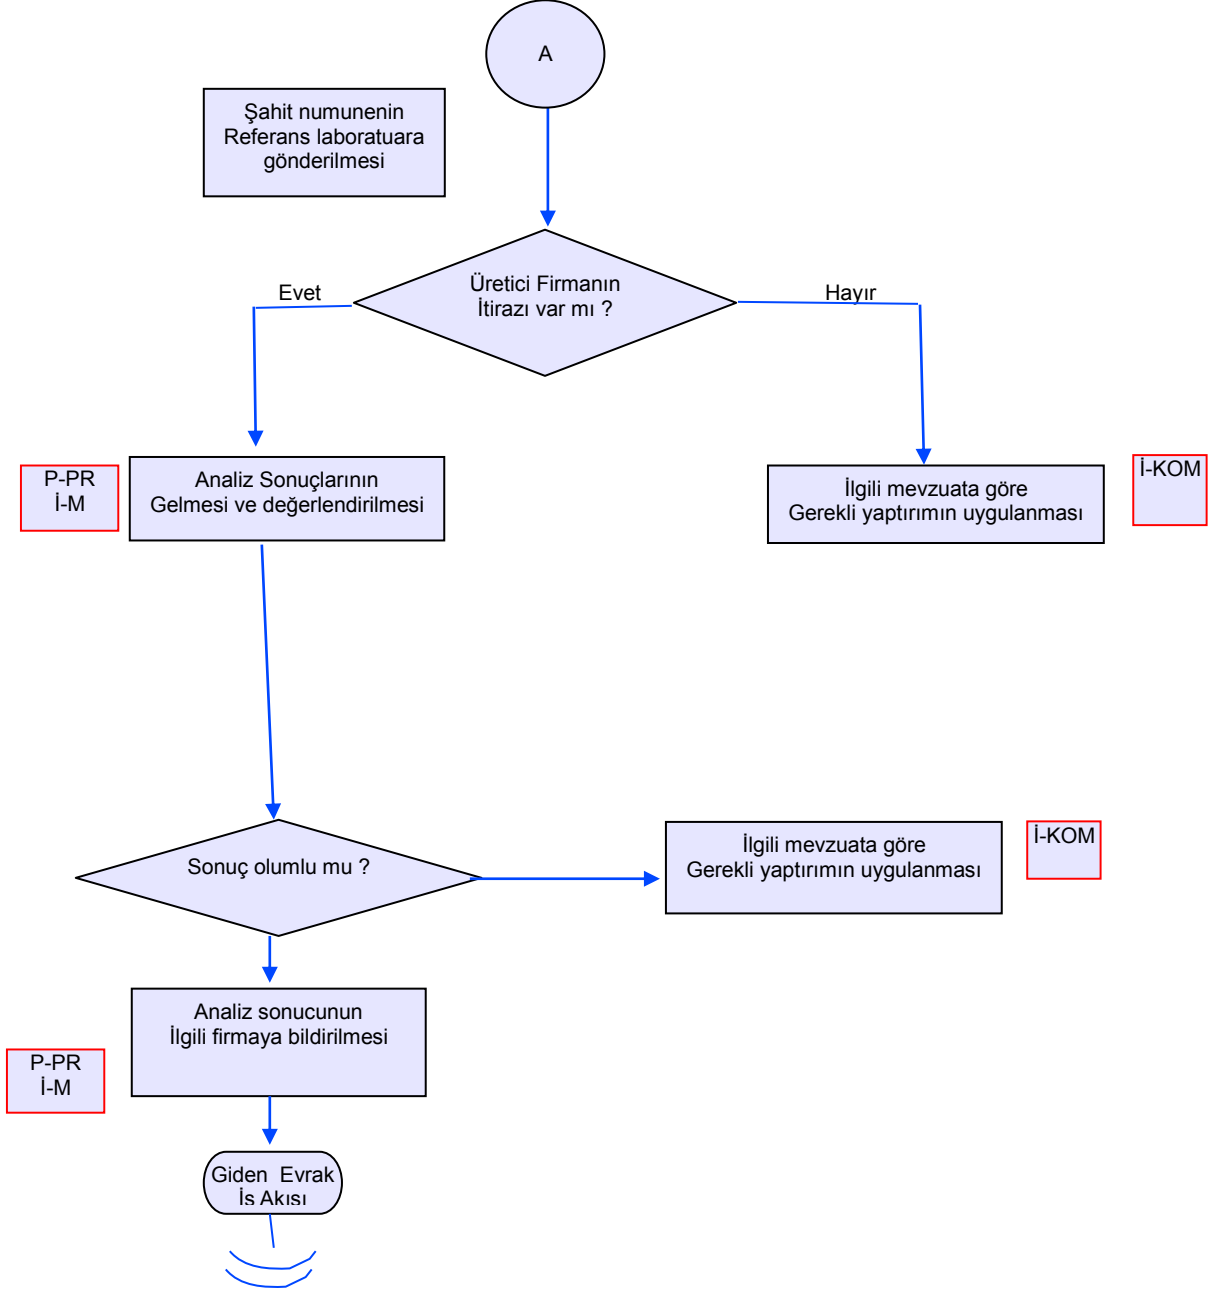 A
Şahit numunenin
Referans laboratuara
gönderilmesi
Üretici Firmanın
İtirazı var mı ?
Evet
Hayır
P-PR
İ-M
Analiz Sonuçlarının
Gelmesi ve değerlendirilmesi
İlgili mevzuata göre
Gerekli yaptırımın uygulanması
İ-KOM
Sonuç olumlu mu ?
İlgili mevzuata göre
Gerekli yaptırımın uygulanması
İ-KOM
Analiz sonucunun
İlgili firmaya bildirilmesi
P-PR
İ-M
Giden Evrak
İş Akışı